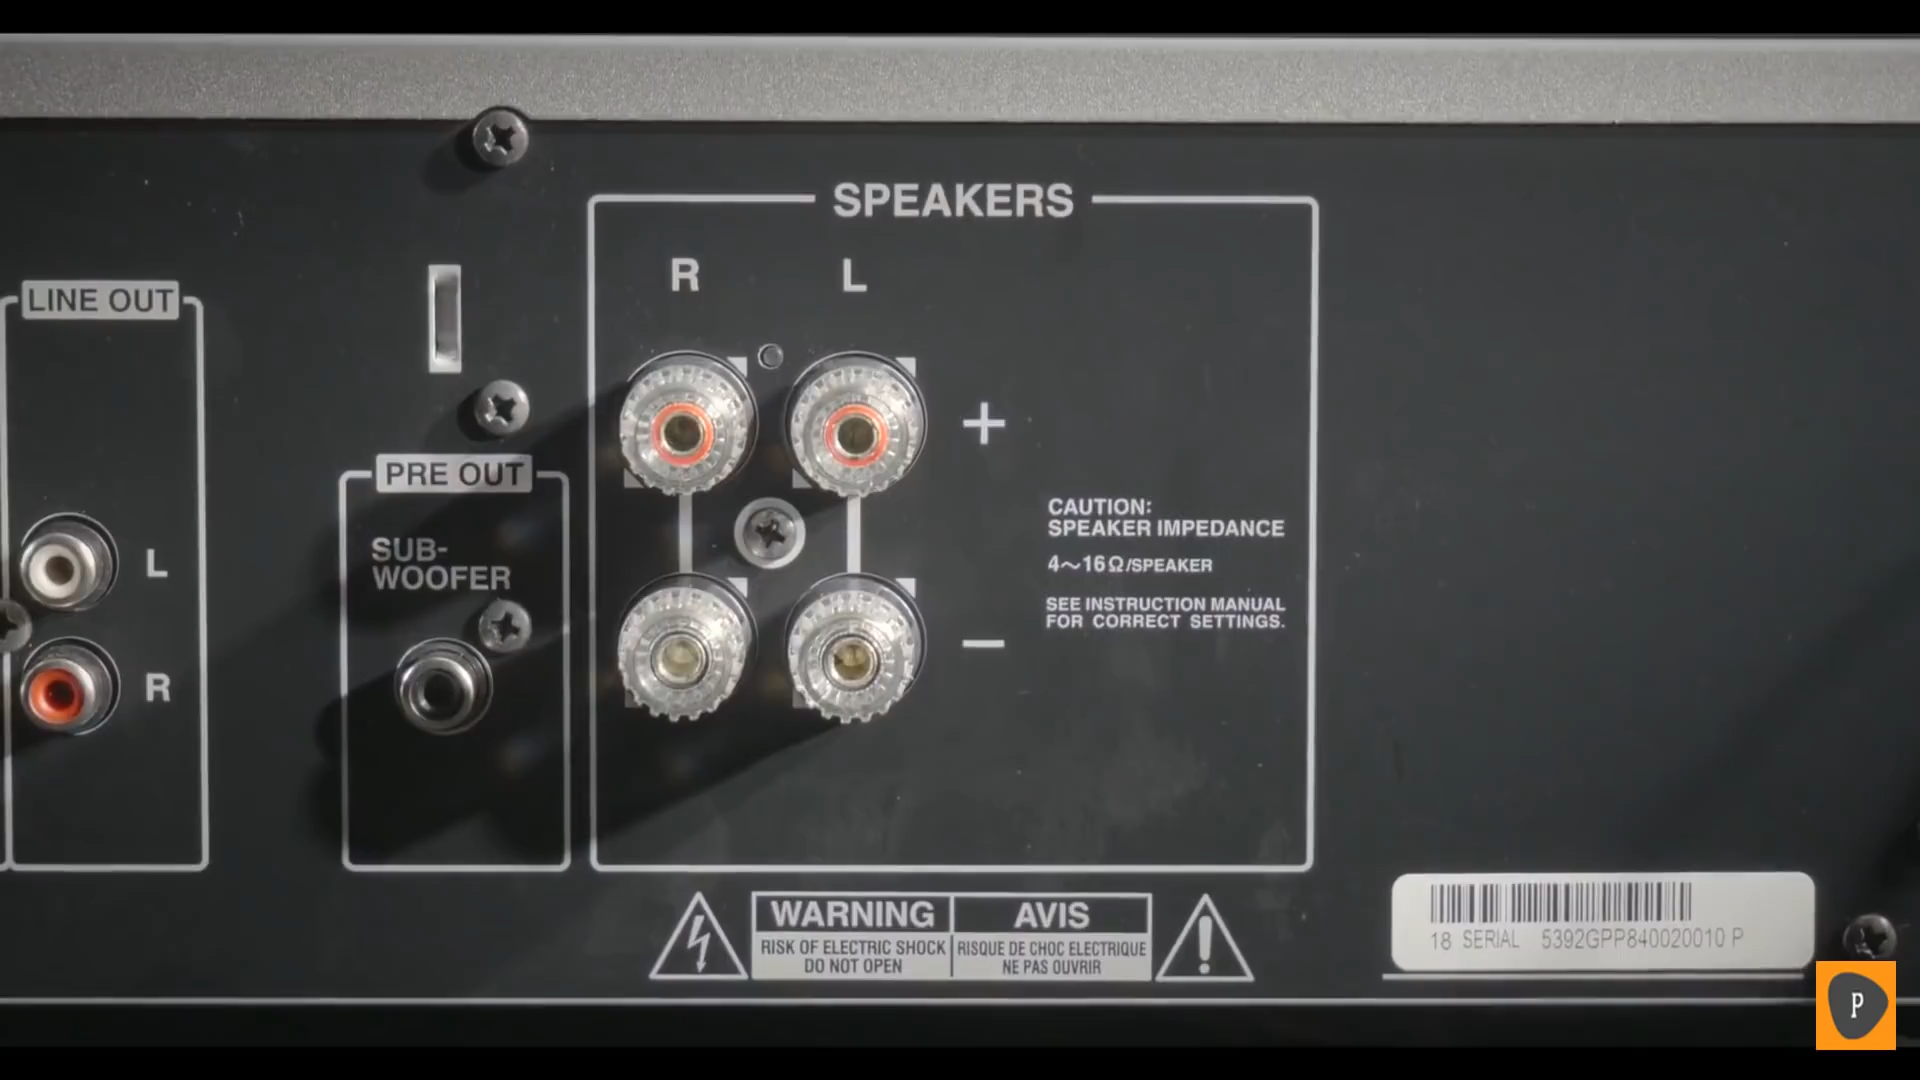 SPEAKERS
R L
LINE OUT
+
PRE OUT
CAUTION:
SPEAKER IMPEDANCE
4~16Ω/SPEAKER
SUB-
WOOFER
L
SEE INSTRUCTION MANUAL
FOR CORRECT SETTINGS.
−
R
WARNING
RISK OF ELECTRIC SHOCK
DO NOT OPEN
AVIS
RISQUE DE CHOC ELECTRIQUE
NE PAS OUVRIR
18 SERIAL 5392GPP840020010 P
P